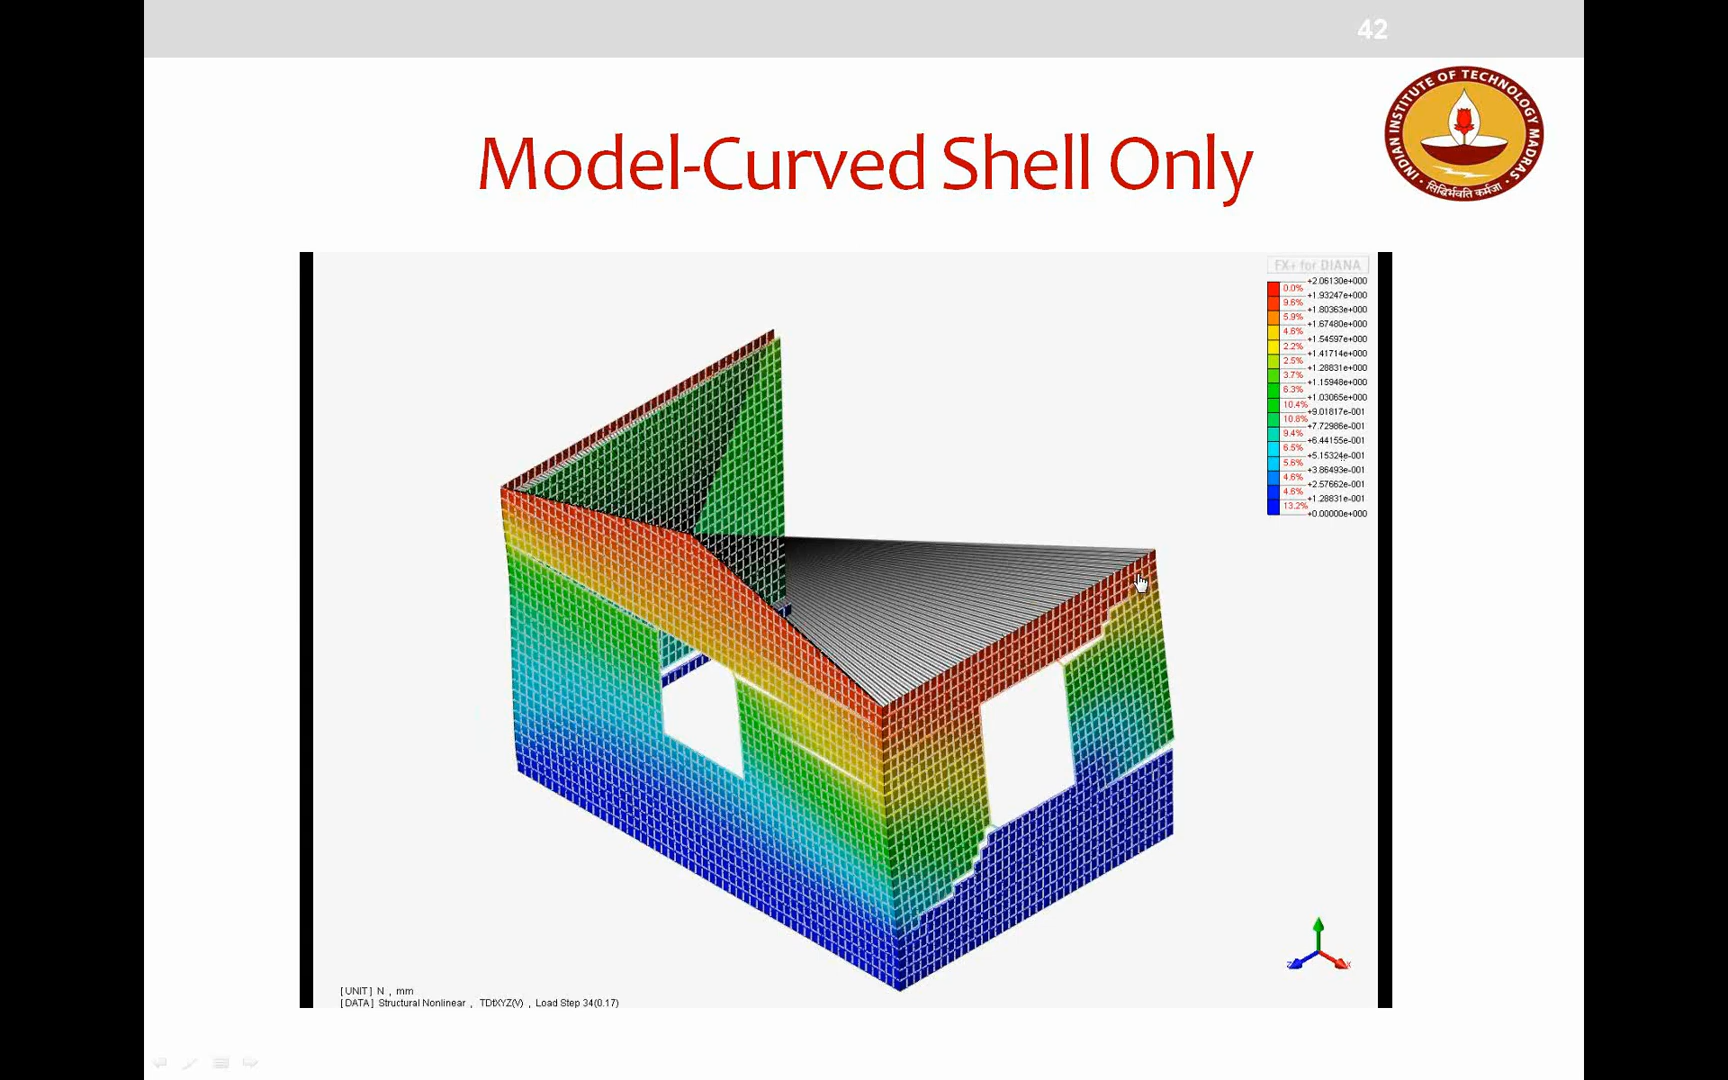 42
INDIAN INSTITUTE OF TECHNOLOGY MADRAS
सिद्धिर्भवति कर्मजा
Model-Curved Shell Only
FX+ for DIANA
+2.06130e+000
0.0%
+1.93247e+000
9.6%
+1.80363e+000
5.9%
+1.67480e+000
4.6%
+1.54597e+000
2.2%
+1.41714e+000
2.5%
+1.28831e+000
3.7%
+1.15948e+000
6.3%
+1.03065e+000
10.4%
+9.01817e-001
10.8%
+7.72986e-001
9.4%
+6.44155e-001
6.5%
+5.15324e-001
5.6%
+3.86493e-001
4.6%
+2.57662e-001
4.6%
+1.28831e-001
13.2%
+0.00000e+000
Z X
[UNIT] N , mm
[DATA] Structural Nonlinear , TDtXYZ(V) , Load Step 34(0.17)